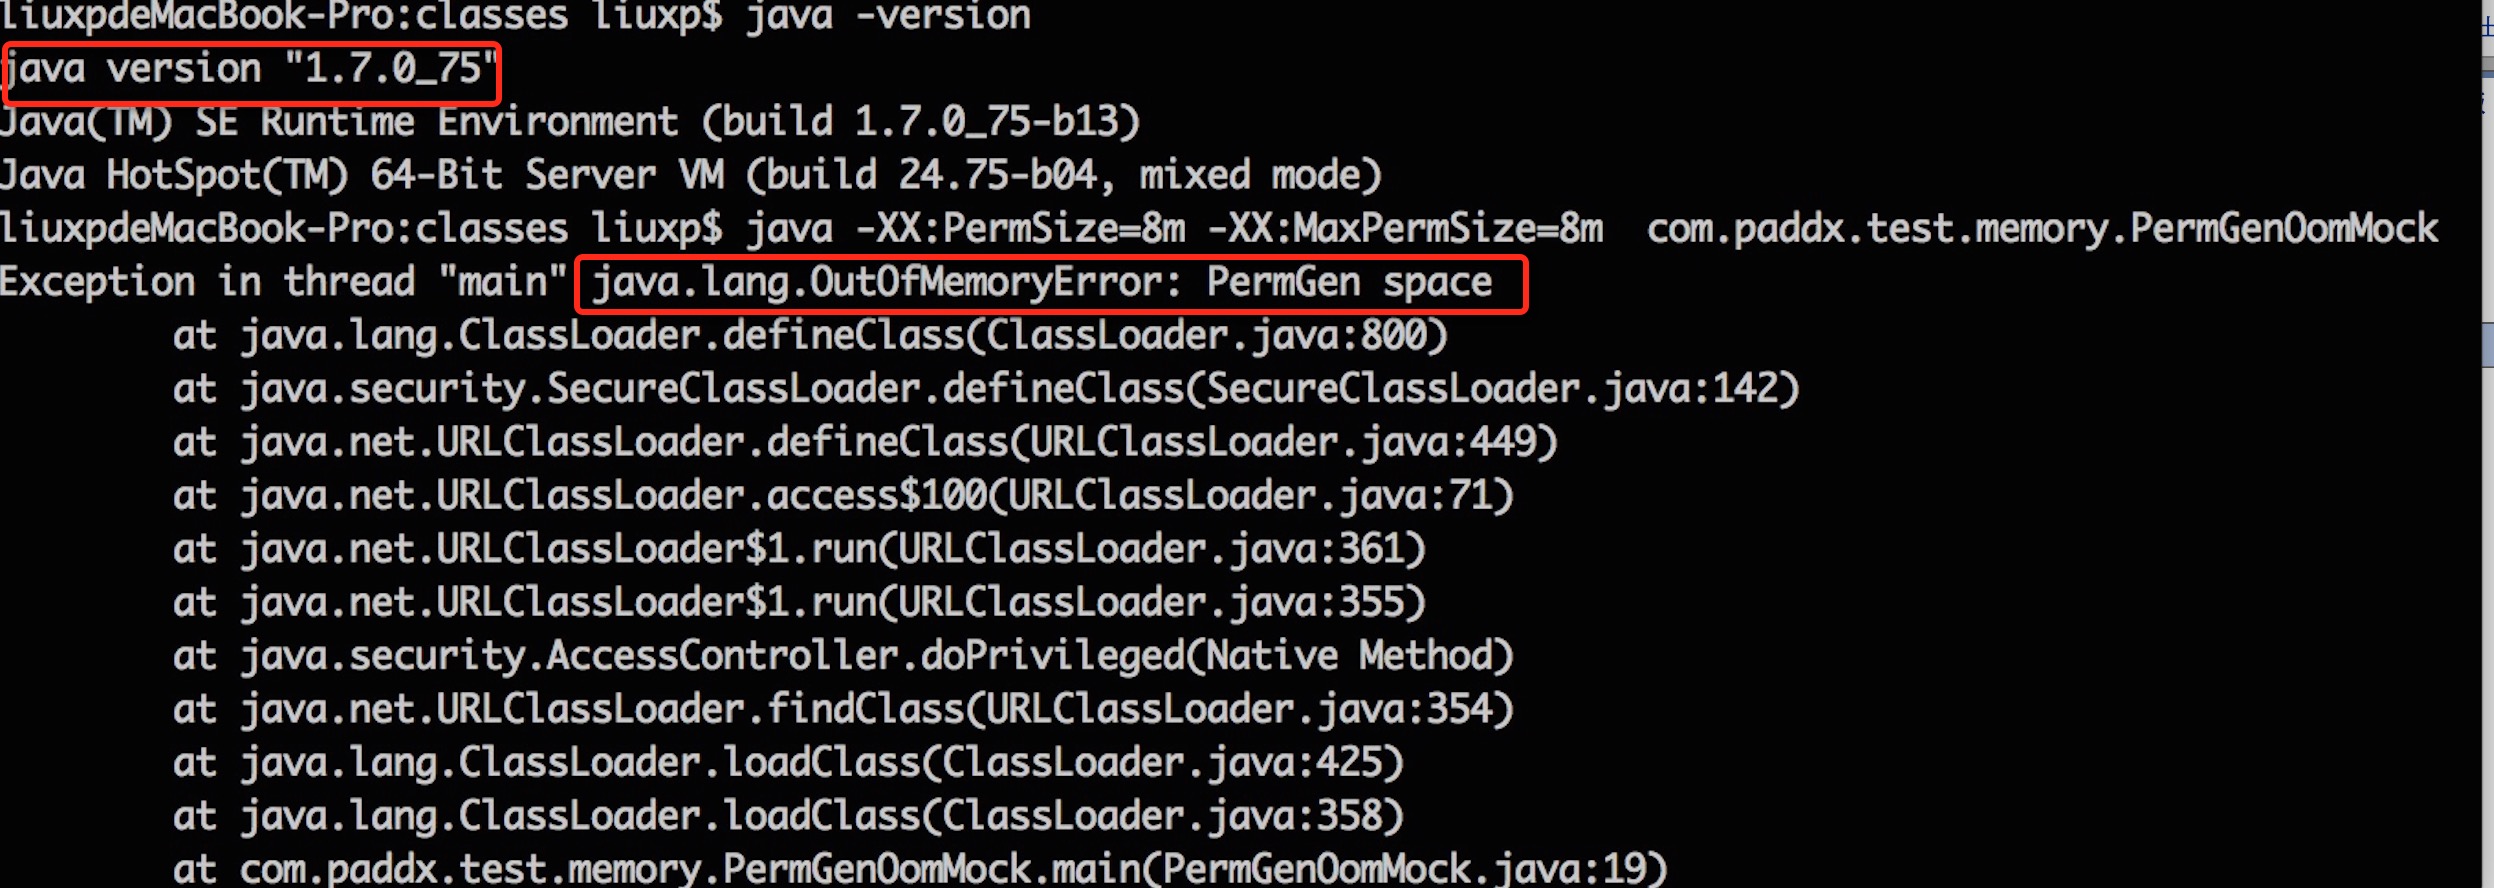 liuxpdeMacBook-Pro:classes liuxp$ java -version
java version "1.7.0_75"
Java(TM) SE Runtime Environment (build 1.7.0_75-b13)
Java HotSpot(TM) 64-Bit Server VM (build 24.75-b04, mixed mode)
liuxpdeMacBook-Pro:classes liuxp$ java -XX:PermSize=8m -XX:MaxPermSize=8m  com.paddx.test.memory.PermGenOomMock
Exception in thread "main" java.lang.OutOfMemoryError: PermGen space
	at java.lang.ClassLoader.defineClass(ClassLoader.java:800)
	at java.security.SecureClassLoader.defineClass(SecureClassLoader.java:142)
	at java.net.URLClassLoader.defineClass(URLClassLoader.java:449)
	at java.net.URLClassLoader.access$100(URLClassLoader.java:71)
	at java.net.URLClassLoader$1.run(URLClassLoader.java:361)
	at java.net.URLClassLoader$1.run(URLClassLoader.java:355)
	at java.security.AccessController.doPrivileged(Native Method)
	at java.net.URLClassLoader.findClass(URLClassLoader.java:354)
	at java.lang.ClassLoader.loadClass(ClassLoader.java:425)
	at java.lang.ClassLoader.loadClass(ClassLoader.java:358)
	at com.paddx.test.memory.PermGenOomMock.main(PermGenOomMock.java:19)